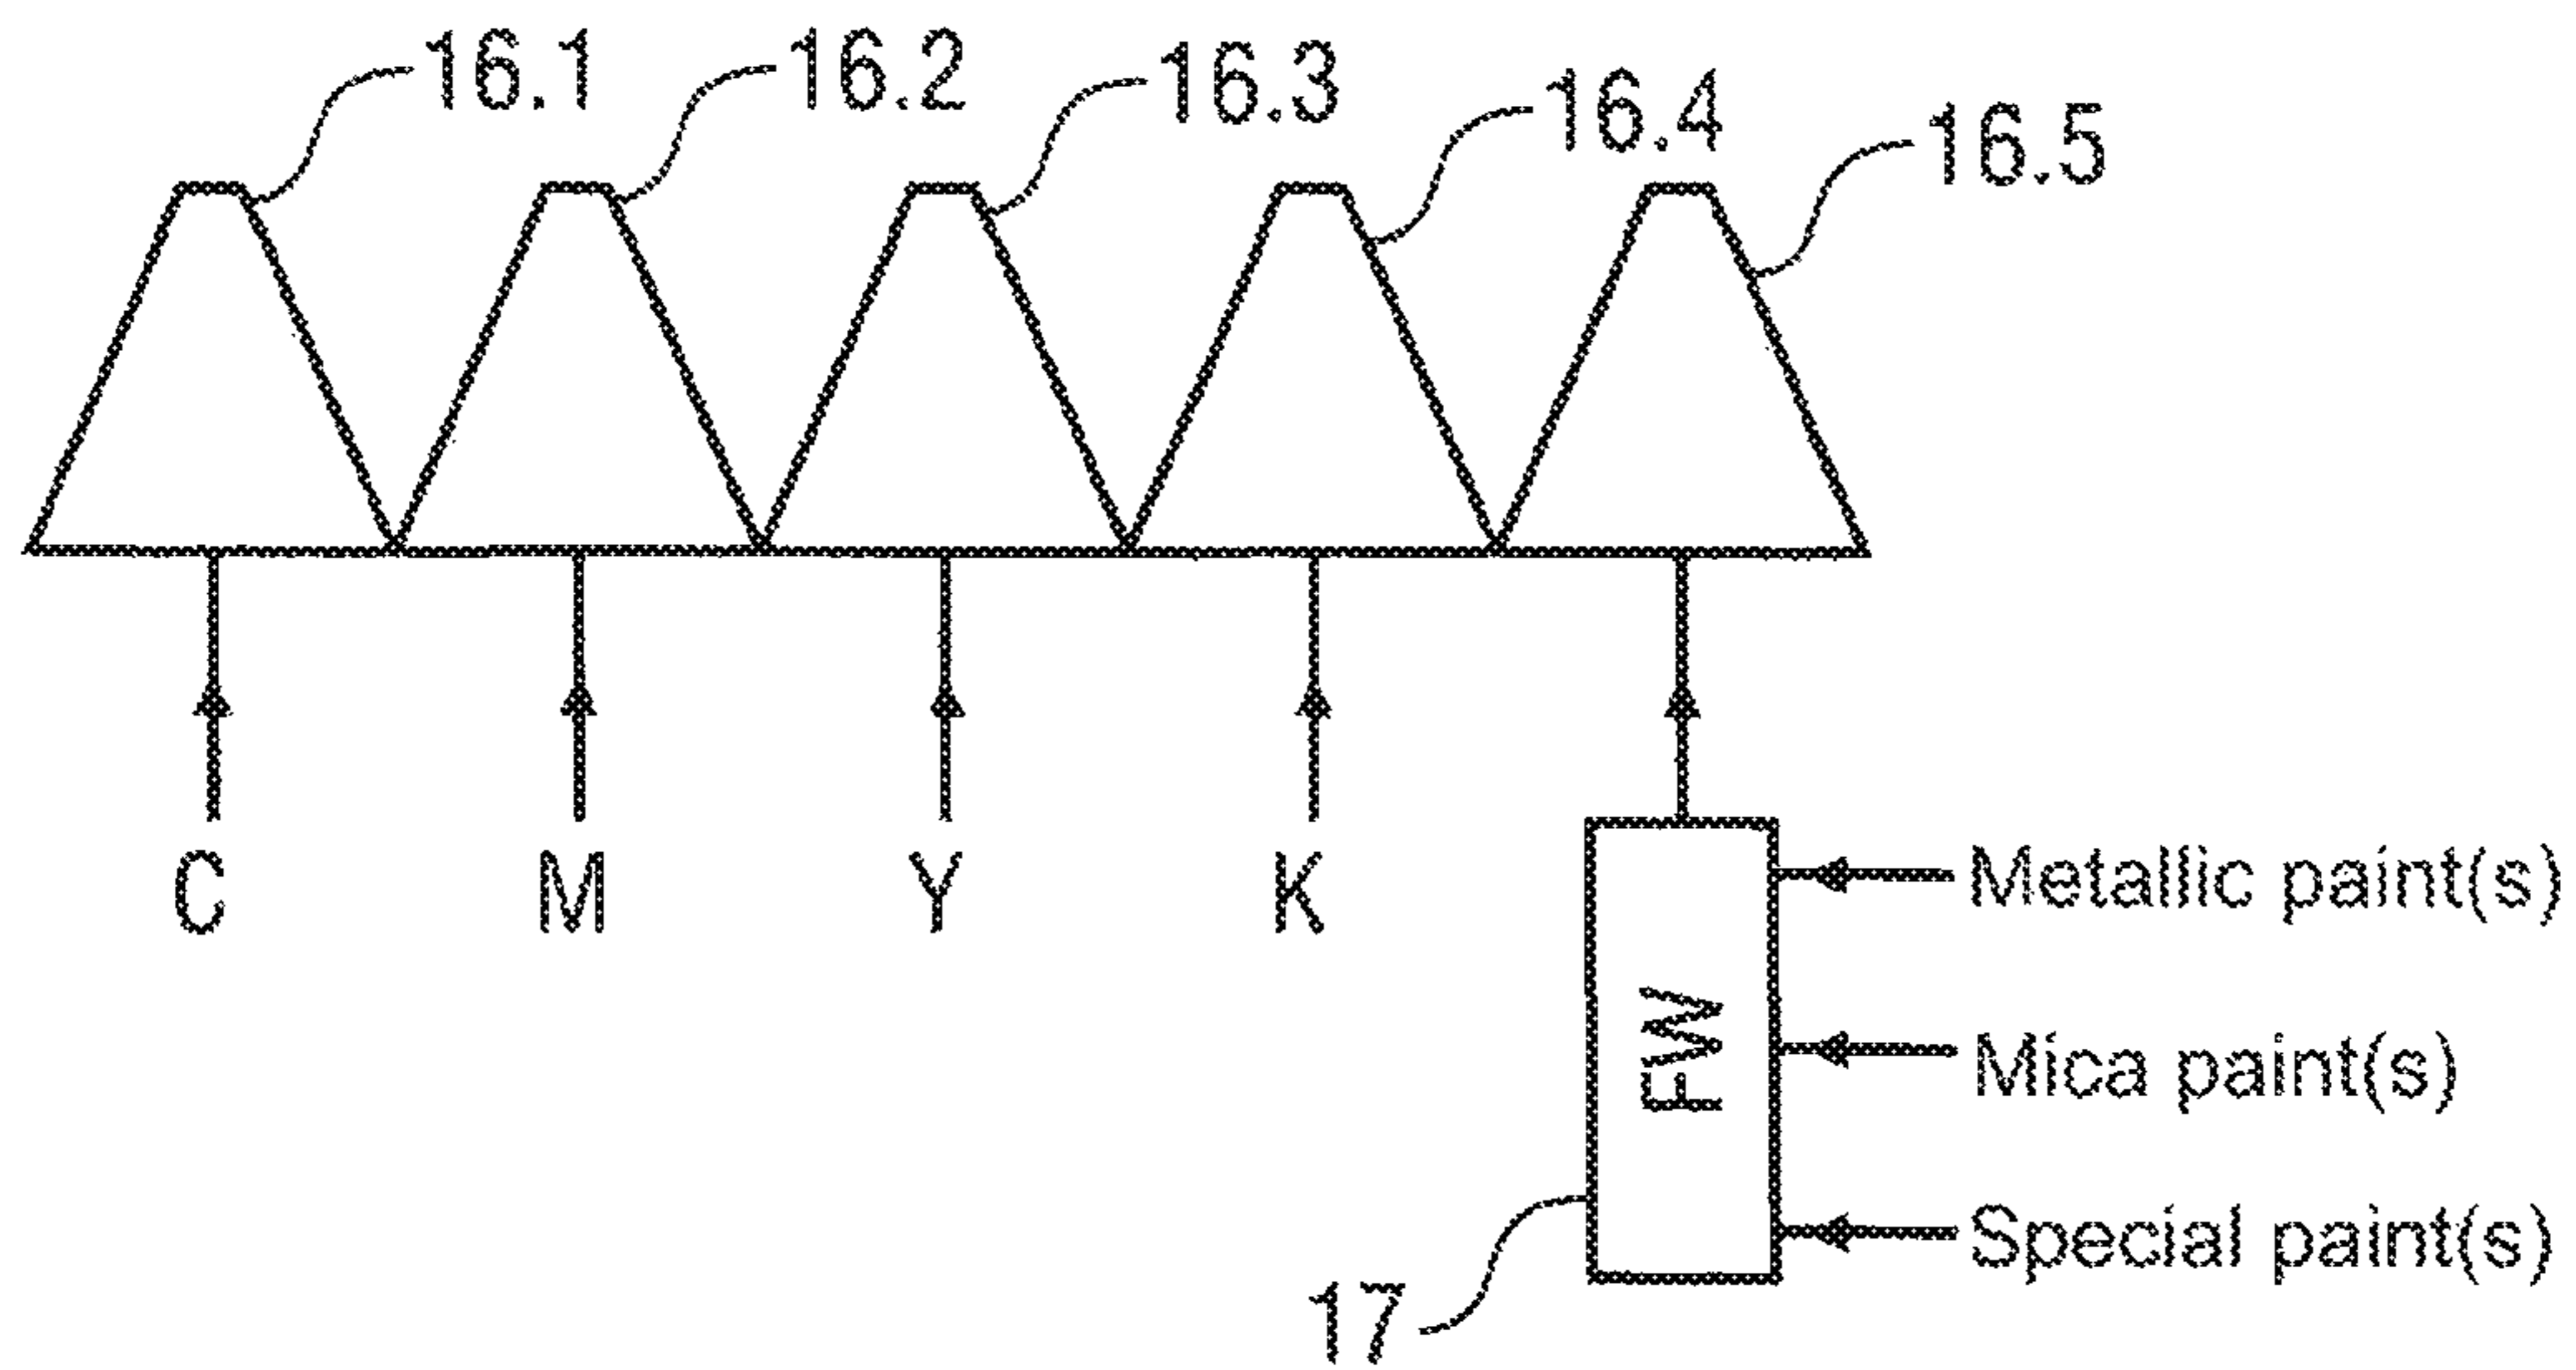 16.1 16.2 16.3 16.4 16.5
C M Y K
FW
Metallic paint(s)
Mica paint(s)
Special paint(s)
17